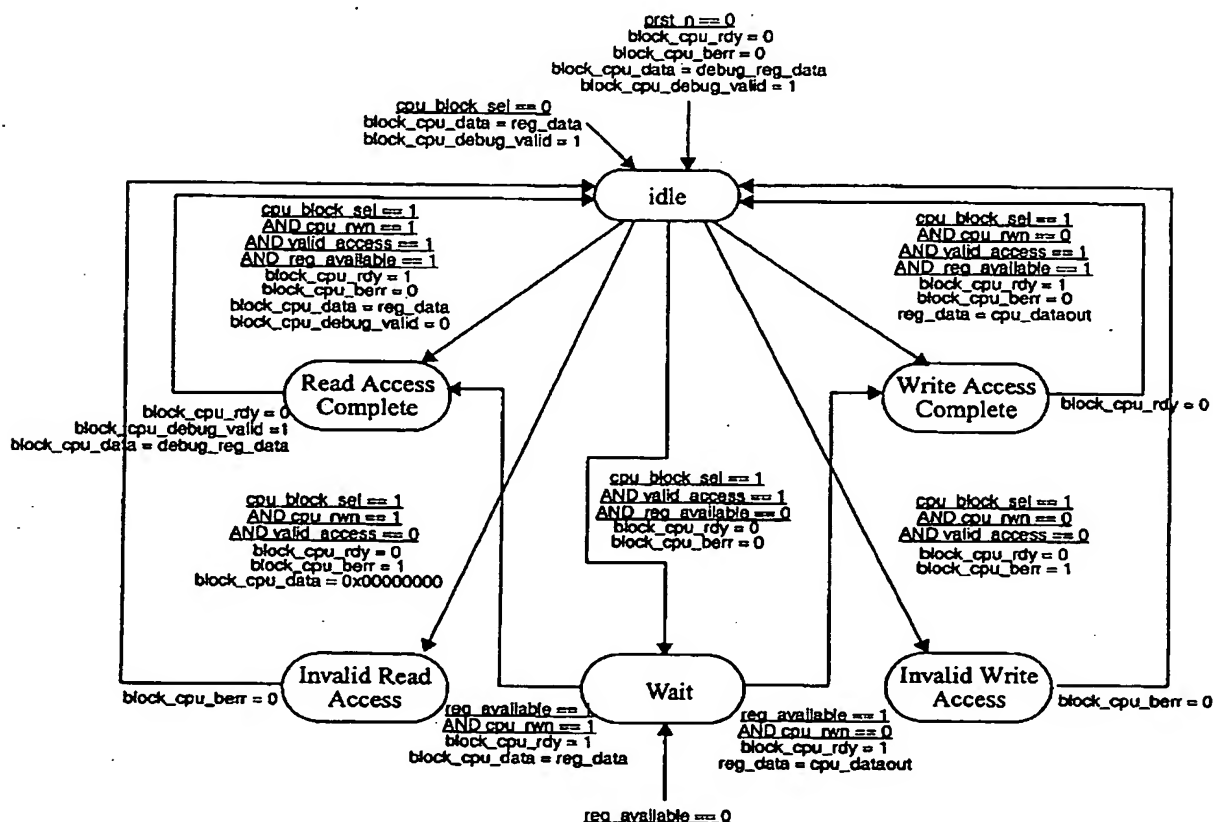 prst_n == 0
block_cpu_rdy = 0
block_cpu_berr = 0
block_cpu_data = debug_reg_data
block_cpu_debug_valid = 1
cpu_block_sel == 0
block_cpu_data = reg_data
block_cpu_debug_valid = 1
idle
cpu_block_sel == 1
AND cpu_rwn == 1
AND valid_access == 1
AND reg_available == 1
block_cpu_rdy = 1
block_cpu_berr = 0
block_cpu_data = reg_data
block_cpu_debug_valid = 0
cpu_block_sel == 1
AND cpu_rwn == 0
AND valid_access == 1
AND reg_available == 1
block_cpu_rdy = 1
block_cpu_berr = 0
reg_data = cpu_dataout
Read Access
Complete
Write Access
Complete
block_cpu_rdy = 0
block_cpu_debug_valid =1
block_cpu_data = debug_reg_data
block_cpu_rdy = 0
cpu_block_sel == 1
AND cpu_rwn == 1
AND valid_access == 0
block_cpu_rdy = 0
block_cpu_berr = 1
block_cpu_data = 0x00000000
cpu_block_sel == 1
AND valid_access == 1
AND reg_available == 0
block_cpu_rdy = 0
block_cpu_berr = 0
cpu_block_sel == 1
AND cpu_rwn == 0
AND valid_access == 0
block_cpu_rdy = 0
block_cpu_berr = 1
Invalid Read
Access
Wait
Invalid Write
Access
block_cpu_berr = 0
block_cpu_berr = 0
reg_available == 1
AND cpu_rwn == 1
block_cpu_rdy = 1
block_cpu_data = reg_data
reg_available == 1
AND cpu_rwn == 0
block_cpu_rdy = 1
reg_data = cpu_dataout
reg_available == 0